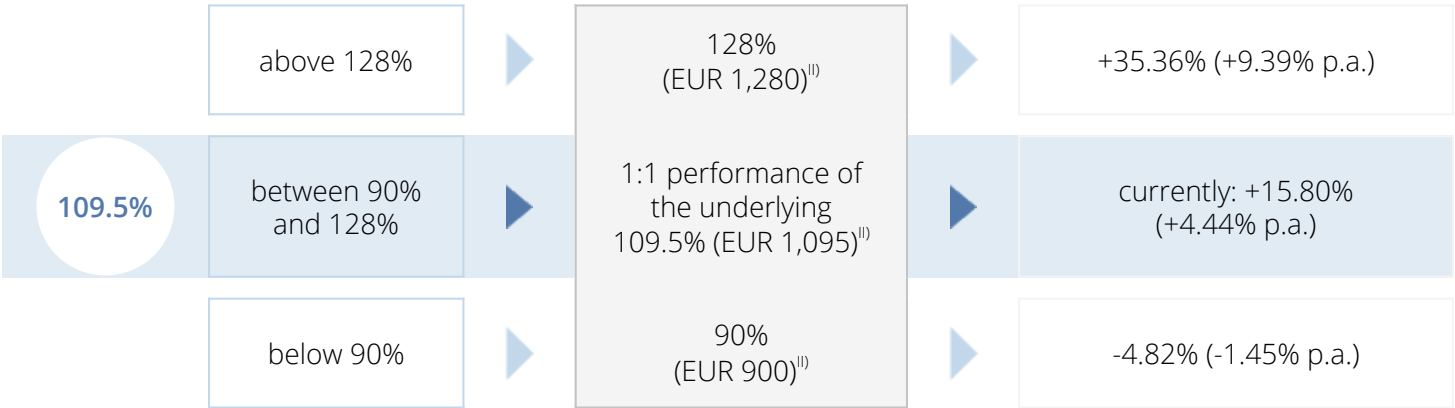 above 128%
128%
(EUR 1,280)II)
+35.36% (+9.39% p.a.)
109.5%
between 90%
and 128%
1:1 performance of
the underlying
109.5% (EUR 1,095)II)
currently: +15.80%
(+4.44% p.a.)
below 90%
90%
(EUR 900)II)
-4.82% (-1.45% p.a.)